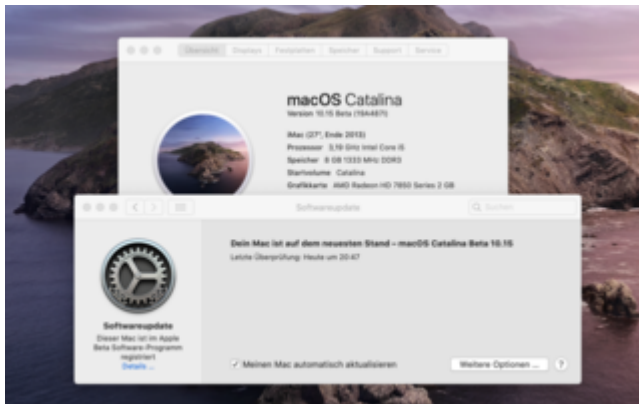 Übersicht Displays Festplatten Speicher Support Service
macOS Catalina
Version 10.15 Beta (19A487l)
iMac (27", Ende 2013)
Prozessor 3,19 GHz Intel Core i5
Speicher 8 GB 1333 MHz DDR3
Startvolume Catalina
Grafikkarte AMD Radeon HD 7850 Series 2 GB
Softwareupdate
Suchen
Dein Mac ist auf dem neuesten Stand – macOS Catalina Beta 10.15
Letzte Überprüfung: Heute um 20:47
Softwareupdate
Dieser Mac ist im Apple
Beta Software-Programm
registriert
Details ...
Meinen Mac automatisch aktualisieren
Weitere Optionen ...
?